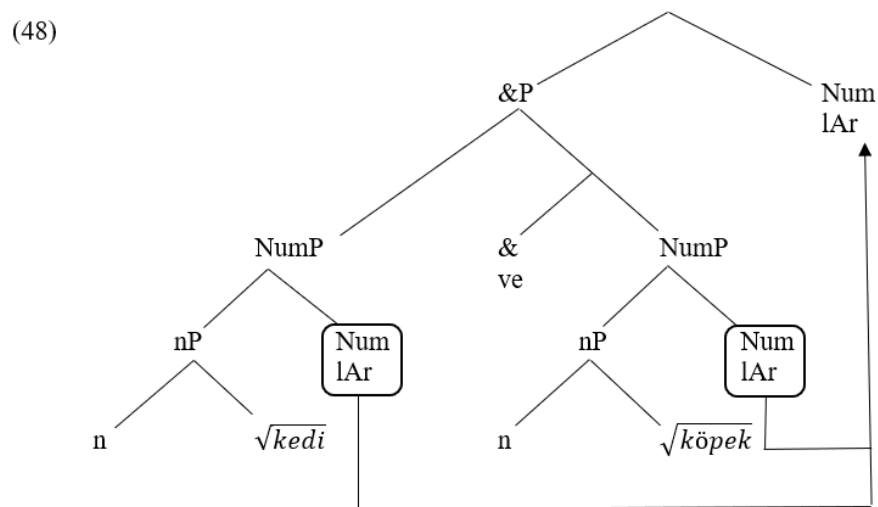 (48)
&P Num
lAr
NumP & NumP
ve
nP Num nP Num
lAr lAr
n √kedi n √köpek